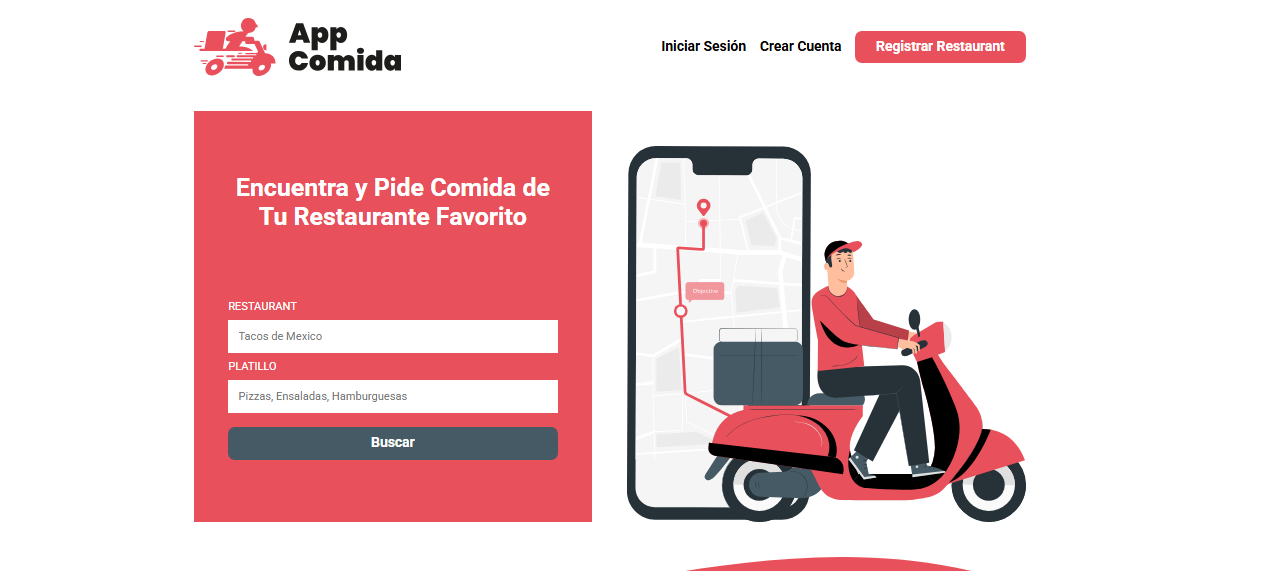 App
Comida
Iniciar Sesión
Crear Cuenta
Registrar Restaurant
Encuentra y Pide Comida de
Tu Restaurante Favorito
RESTAURANT
Tacos de Mexico
PLATILLO
Pizzas, Ensaladas, Hamburguesas
Buscar
Objective